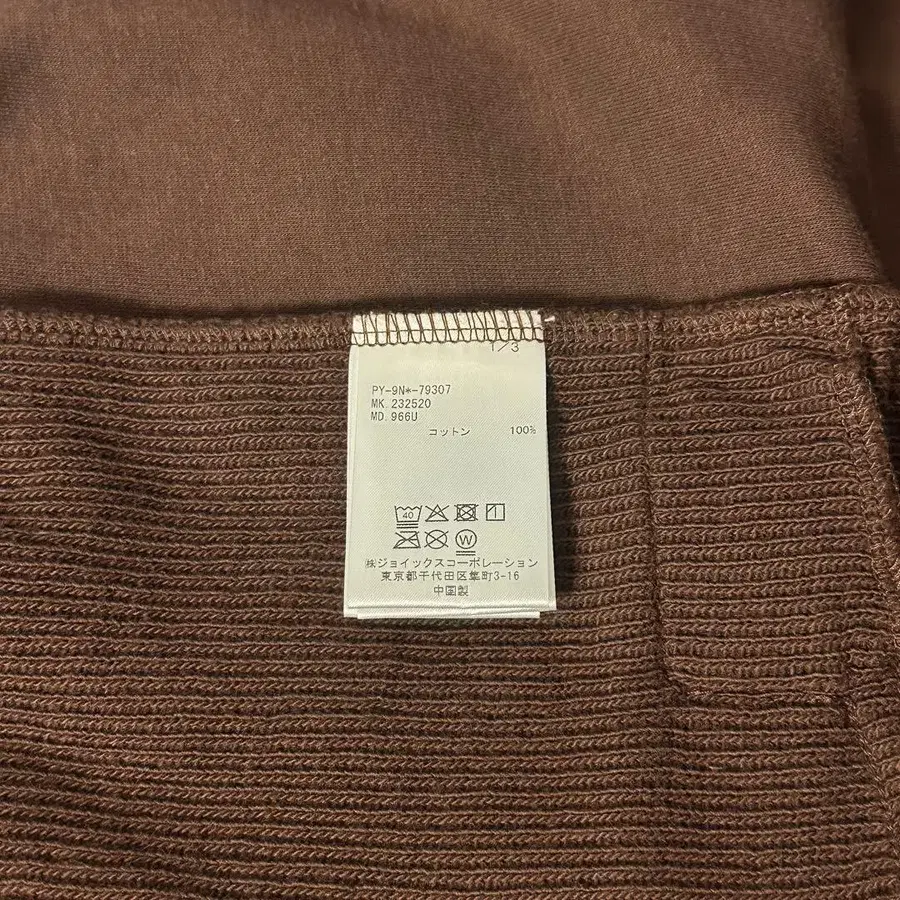 1/3
PY-9N*-79307
MK. 232520
MD. 966U
コットン 100%
40
W
㈱ジョイックスコーポレーション
東京都千代田区隼町3-16
中国製